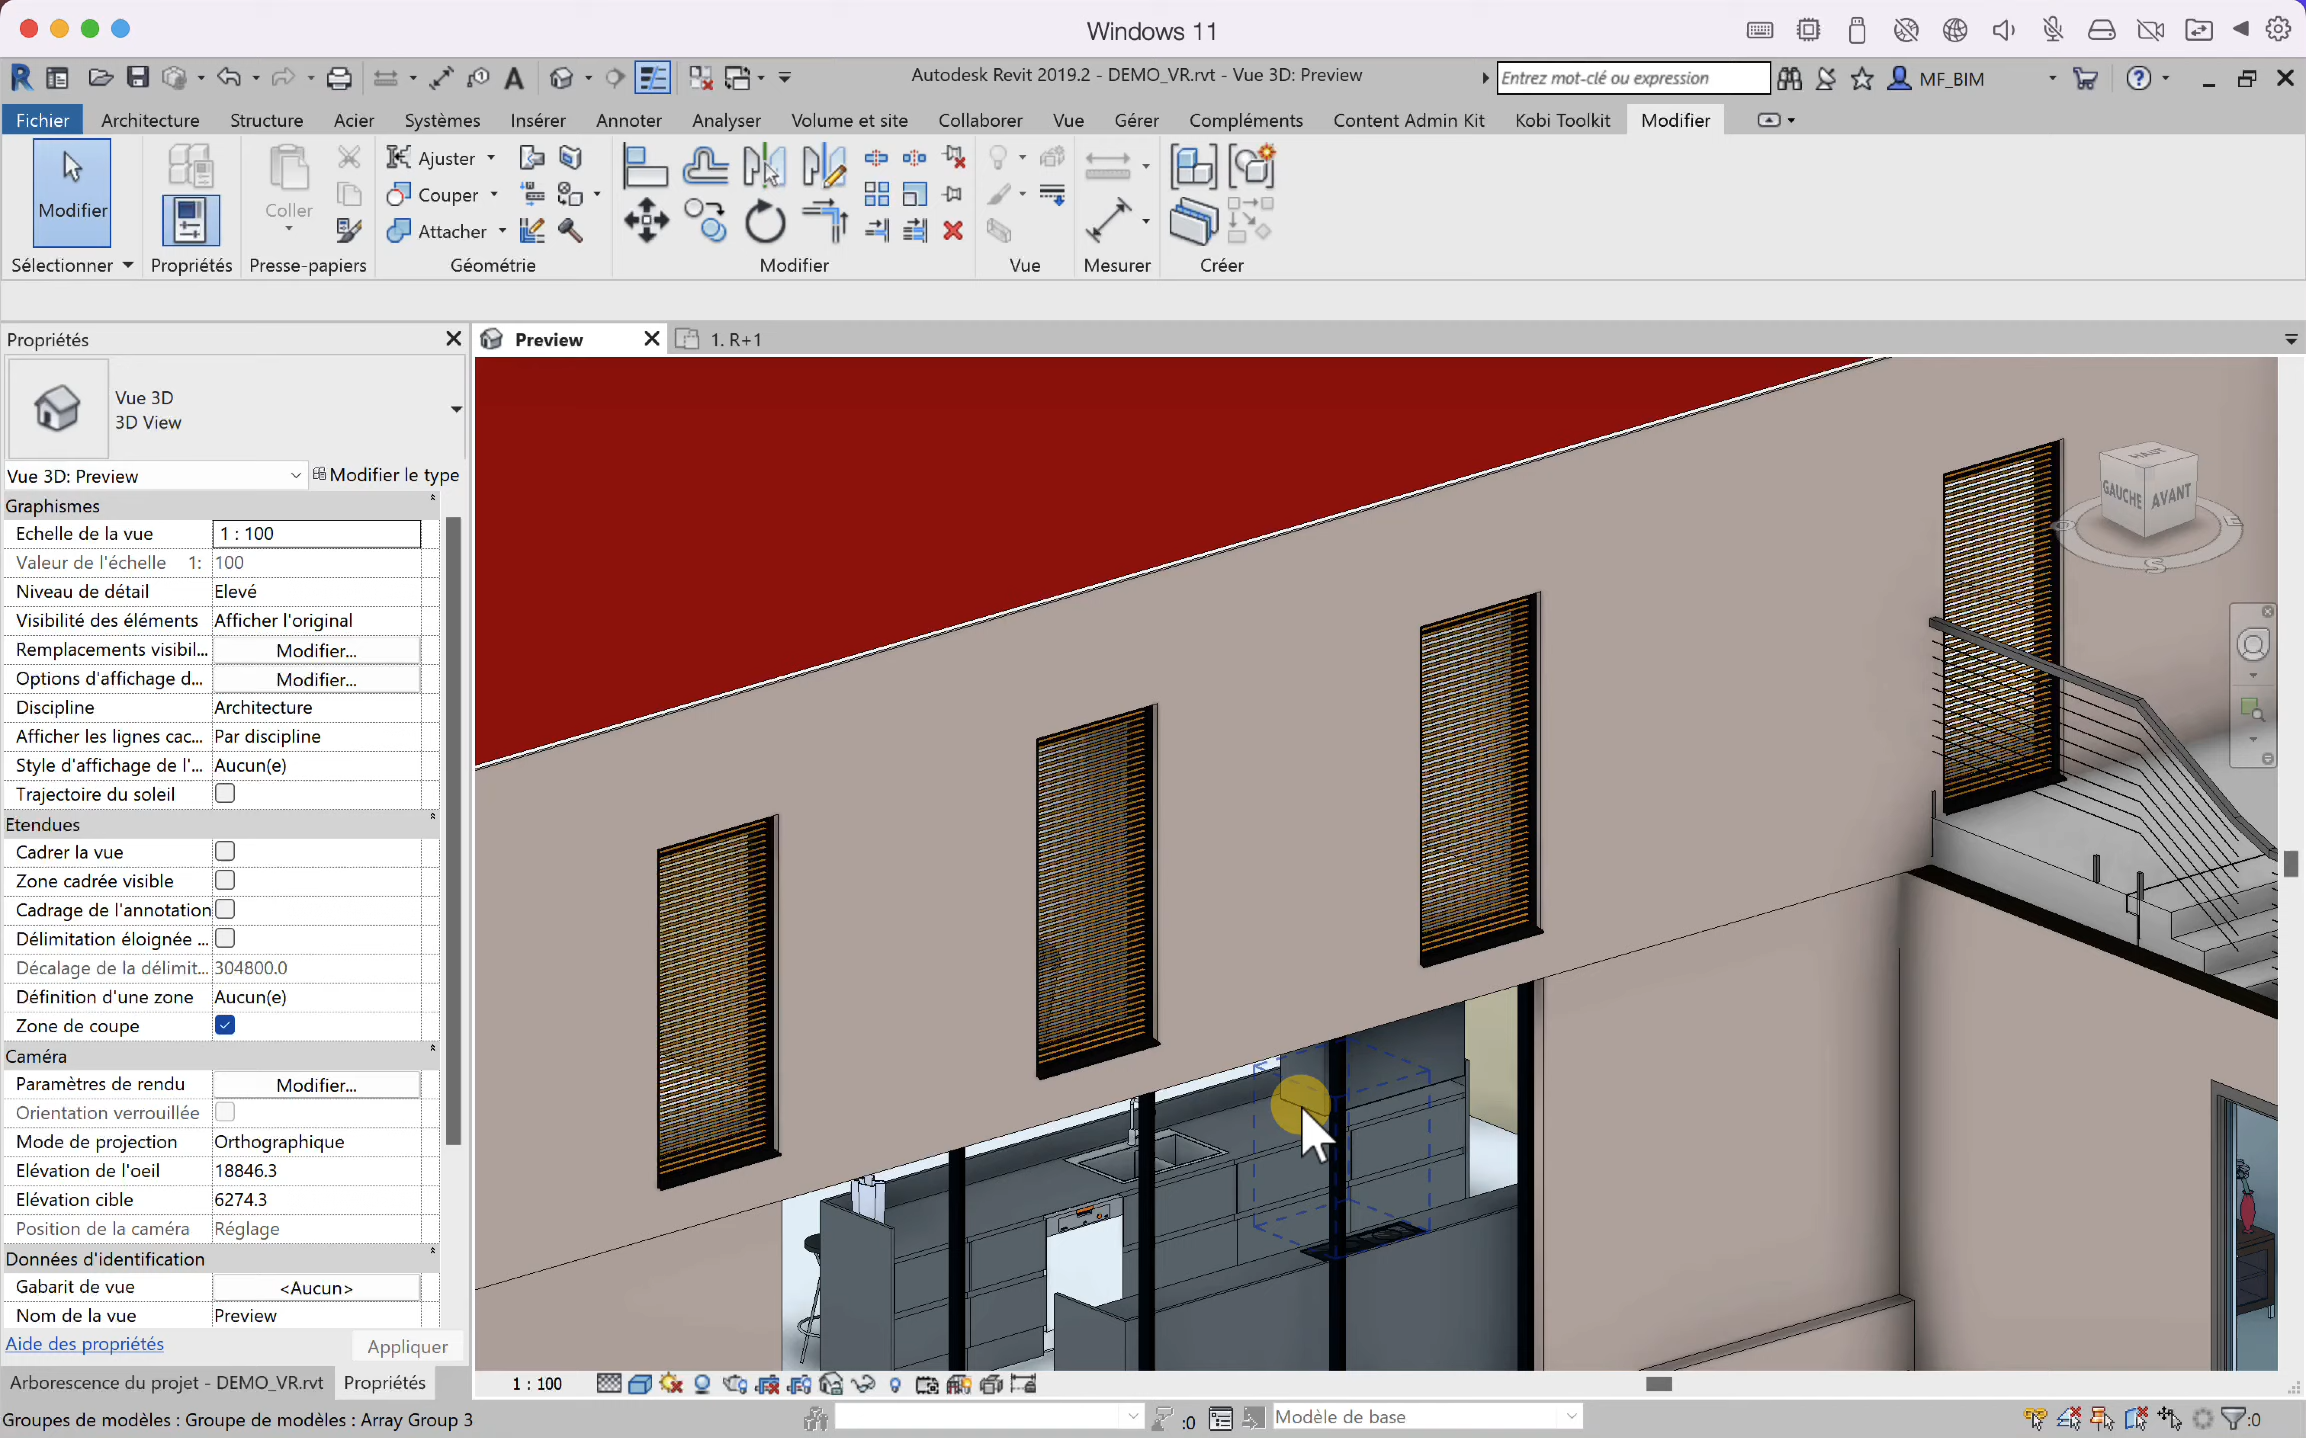 Windows 11
Autodesk Revit 2019.2 - DEMO_VR.rvt - Vue 3D: Preview
Entrez mot-clé ou expression
MF_BIM
Fichier Architecture Structure Acier Systèmes Insérer Annoter Analyser Volume et site Collaborer Vue Gérer Compléments Content Admin Kit Kobi Toolkit Modifier
Modifier
Coller
Ajuster
Couper
Attacher
Sélectionner Propriétés Presse-papiers Géométrie Modifier Vue Mesurer Créer
Propriétés
Preview
1. R+1
Vue 3D
3D View
Vue 3D: Preview
Modifier le type
Graphismes
Echelle de la vue 1 : 100
Valeur de l'échelle 1: 100
Niveau de détail Elevé
Visibilité des éléments Afficher l'original
Remplacements visibil... Modifier...
Options d'affichage d... Modifier...
Discipline Architecture
Afficher les lignes cac... Par discipline
Style d'affichage de l'... Aucun(e)
Trajectoire du soleil
Etendues
Cadrer la vue
Zone cadrée visible
Cadrage de l'annotation
Délimitation éloignée ...
Décalage de la délimit... 304800.0
Définition d'une zone Aucun(e)
Zone de coupe
Caméra
Paramètres de rendu Modifier...
Orientation verrouillée
Mode de projection Orthographique
Elévation de l'oeil 18846.3
Elévation cible 6274.3
Position de la caméra Réglage
Données d'identification
Gabarit de vue <Aucun>
Nom de la vue Preview
Aide des propriétés
Appliquer
HAUT
GAUCHE
AVANT
O
E
S
Arborescence du projet - DEMO_VR.rvt
Propriétés
1 : 100
Groupes de modèles : Groupe de modèles : Array Group 3
:0
Modèle de base
:0